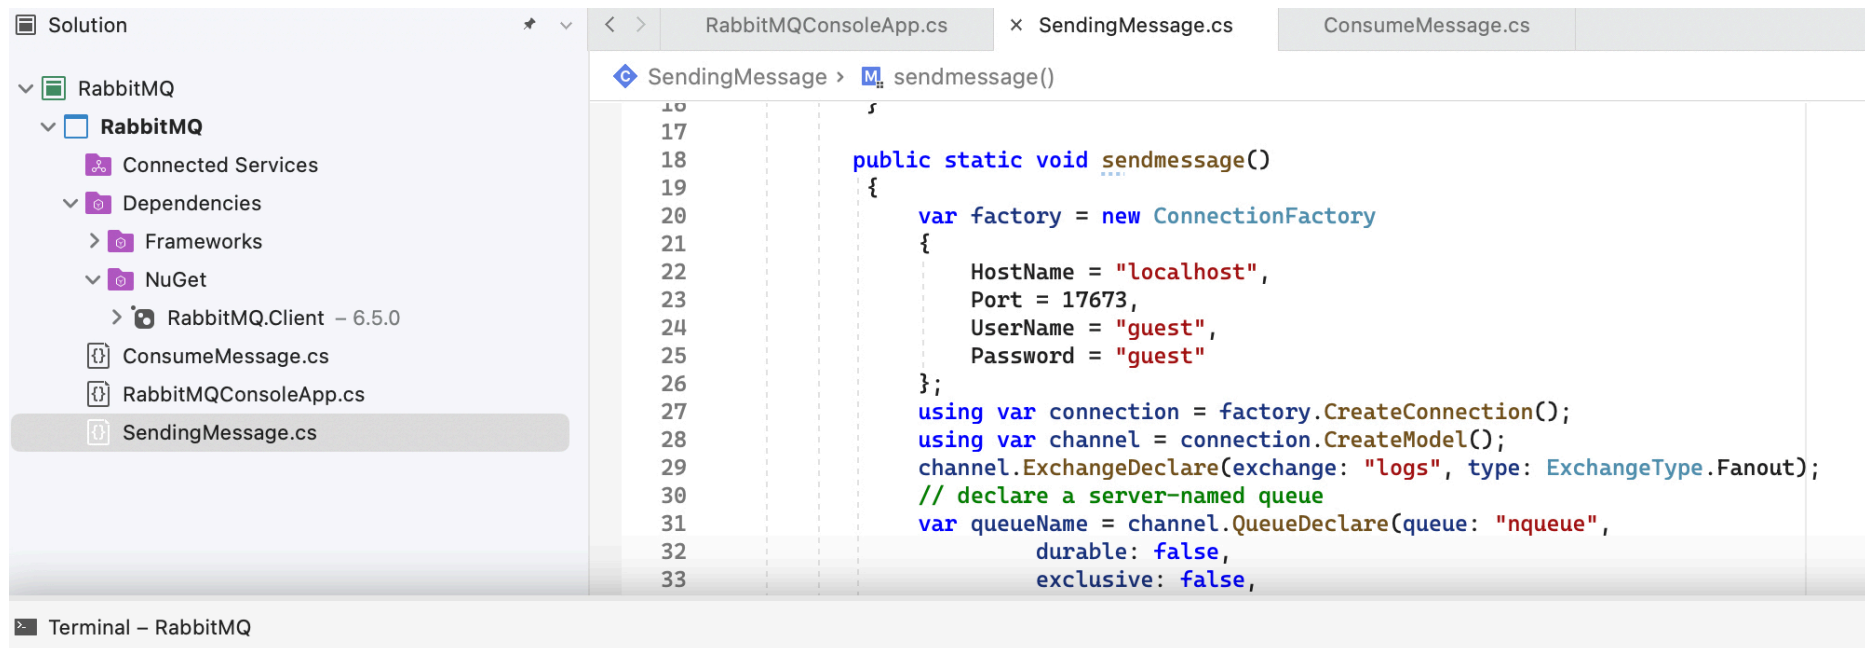 Solution
RabbitMQ
RabbitMQ
Connected Services
Dependencies
Frameworks
NuGet
RabbitMQ.Client – 6.5.0
ConsumeMessage.cs
RabbitMQConsoleApp.cs
SendingMessage.cs
RabbitMQConsoleApp.cs
× SendingMessage.cs
ConsumeMessage.cs
C SendingMessage › M sendmessage()
16 }
17
18 public static void sendmessage()
19 {
20 var factory = new ConnectionFactory
21 {
22 HostName = "localhost",
23 Port = 17673,
24 UserName = "guest",
25 Password = "guest"
26 };
27 using var connection = factory.CreateConnection();
28 using var channel = connection.CreateModel();
29 channel.ExchangeDeclare(exchange: "logs", type: ExchangeType.Fanout);
30 // declare a server-named queue
31 var queueName = channel.QueueDeclare(queue: "nqueue",
32 durable: false,
33 exclusive: false,
Terminal – RabbitMQ